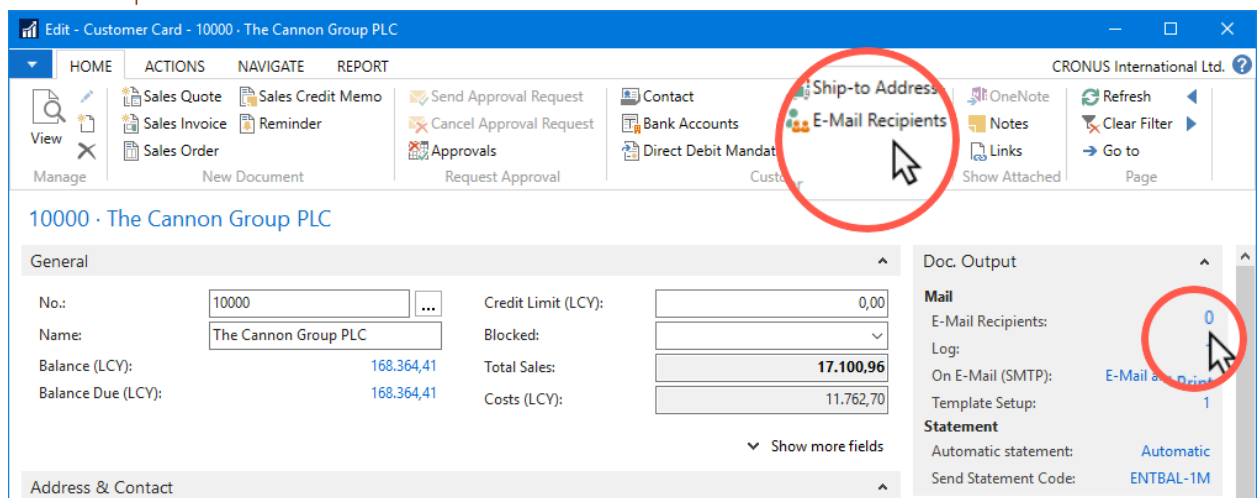 Edit - Customer Card - 10000 · The Cannon Group PLC
HOME ACTIONS NAVIGATE REPORT CRONUS International Ltd.
View
Manage
Sales Quote Sales Credit Memo
Sales Invoice Reminder
Sales Order
New Document
Send Approval Request
Cancel Approval Request
Approvals
Request Approval
Contact Ship-to Address
Bank Accounts E-Mail Recipients
Direct Debit Mandat
OneNote
Notes
Links
Show Attached
Refresh
Clear Filter
Go to
Page
10000 · The Cannon Group PLC
General
No.: 10000 ...
Name: The Cannon Group PLC
Balance (LCY): 168.364,41
Balance Due (LCY): 168.364,41
Credit Limit (LCY): 0,00
Blocked:
Total Sales: 17.100,96
Costs (LCY): 11.762,70
Show more fields
Address & Contact
Doc. Output
Mail
E-Mail Recipients: 0
Log:
On E-Mail (SMTP): E-Mail a Print
Template Setup: 1
Statement
Automatic statement: Automatic
Send Statement Code: ENTBAL-1M